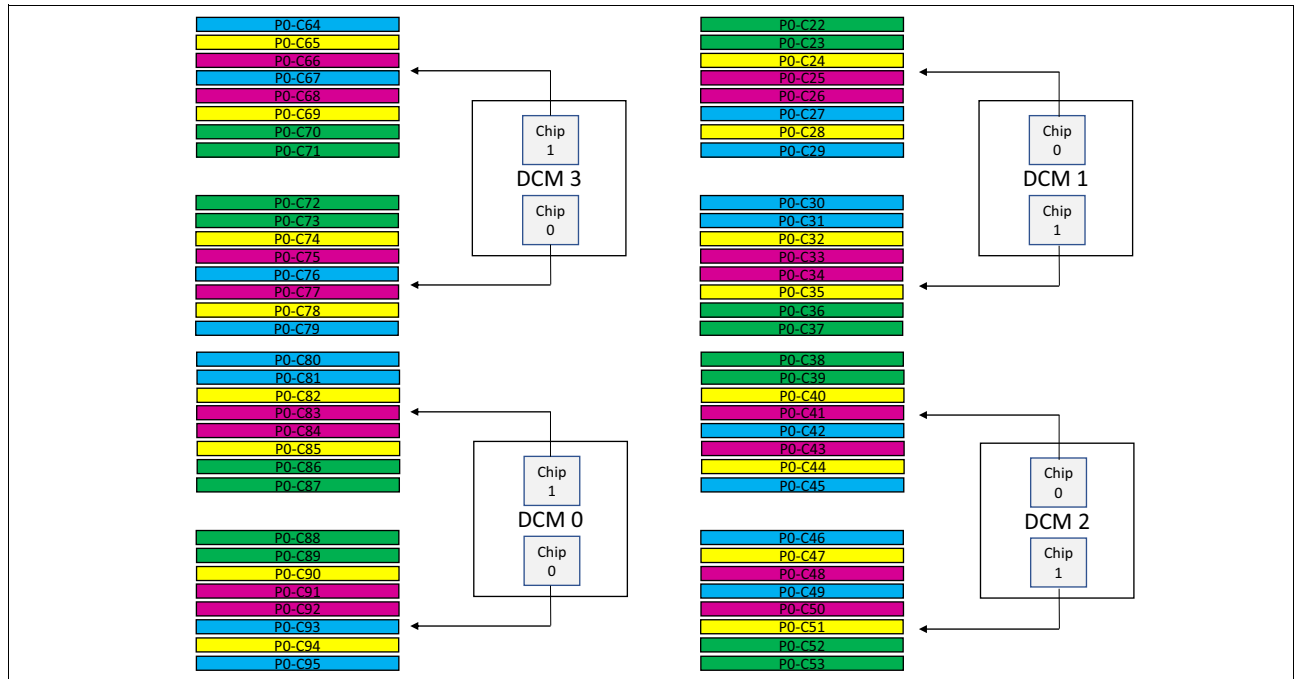 P0-C64
P0-C65
P0-C66
P0-C67
P0-C68
P0-C69
P0-C70
P0-C71
Chip
1
DCM 3
Chip
0
P0-C72
P0-C73
P0-C74
P0-C75
P0-C76
P0-C77
P0-C78
P0-C79
P0-C22
P0-C23
P0-C24
P0-C25
P0-C26
P0-C27
P0-C28
P0-C29
Chip
0
DCM 1
Chip
1
P0-C30
P0-C31
P0-C32
P0-C33
P0-C34
P0-C35
P0-C36
P0-C37
P0-C80
P0-C81
P0-C82
P0-C83
P0-C84
P0-C85
P0-C86
P0-C87
Chip
1
DCM 0
Chip
0
P0-C88
P0-C89
P0-C90
P0-C91
P0-C92
P0-C93
P0-C94
P0-C95
P0-C38
P0-C39
P0-C40
P0-C41
P0-C42
P0-C43
P0-C44
P0-C45
Chip
0
DCM 2
Chip
1
P0-C46
P0-C47
P0-C48
P0-C49
P0-C50
P0-C51
P0-C52
P0-C53